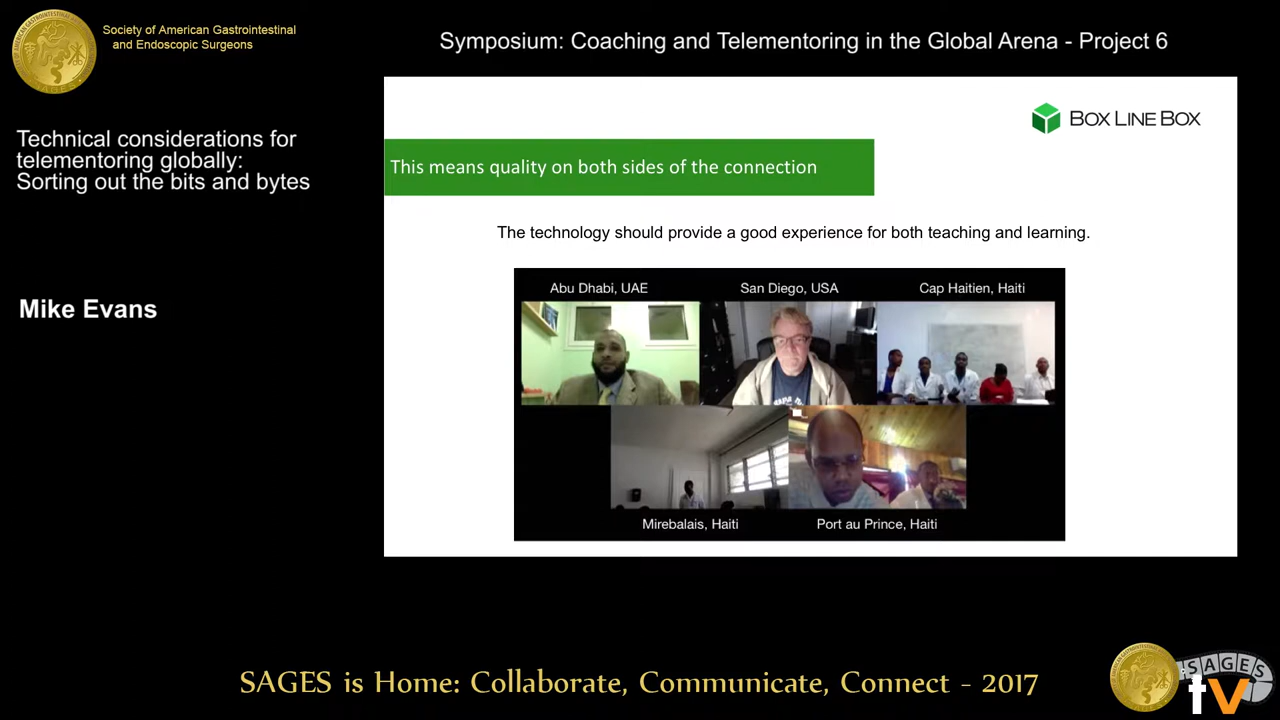 Society of American Gastrointestinal
and Endoscopic Surgeons
Symposium: Coaching and Telementoring in the Global Arena - Project 6
Technical considerations for
telementoring globally:
Sorting out the bits and bytes
Mike Evans
BOX LINE BOX
This means quality on both sides of the connection
The technology should provide a good experience for both teaching and learning.
Abu Dhabi, UAE
San Diego, USA
Cap Haitien, Haiti
Mirebalais, Haiti
Port au Prince, Haiti
SAGES is Home: Collaborate, Communicate, Connect - 2017
SAGES
tv